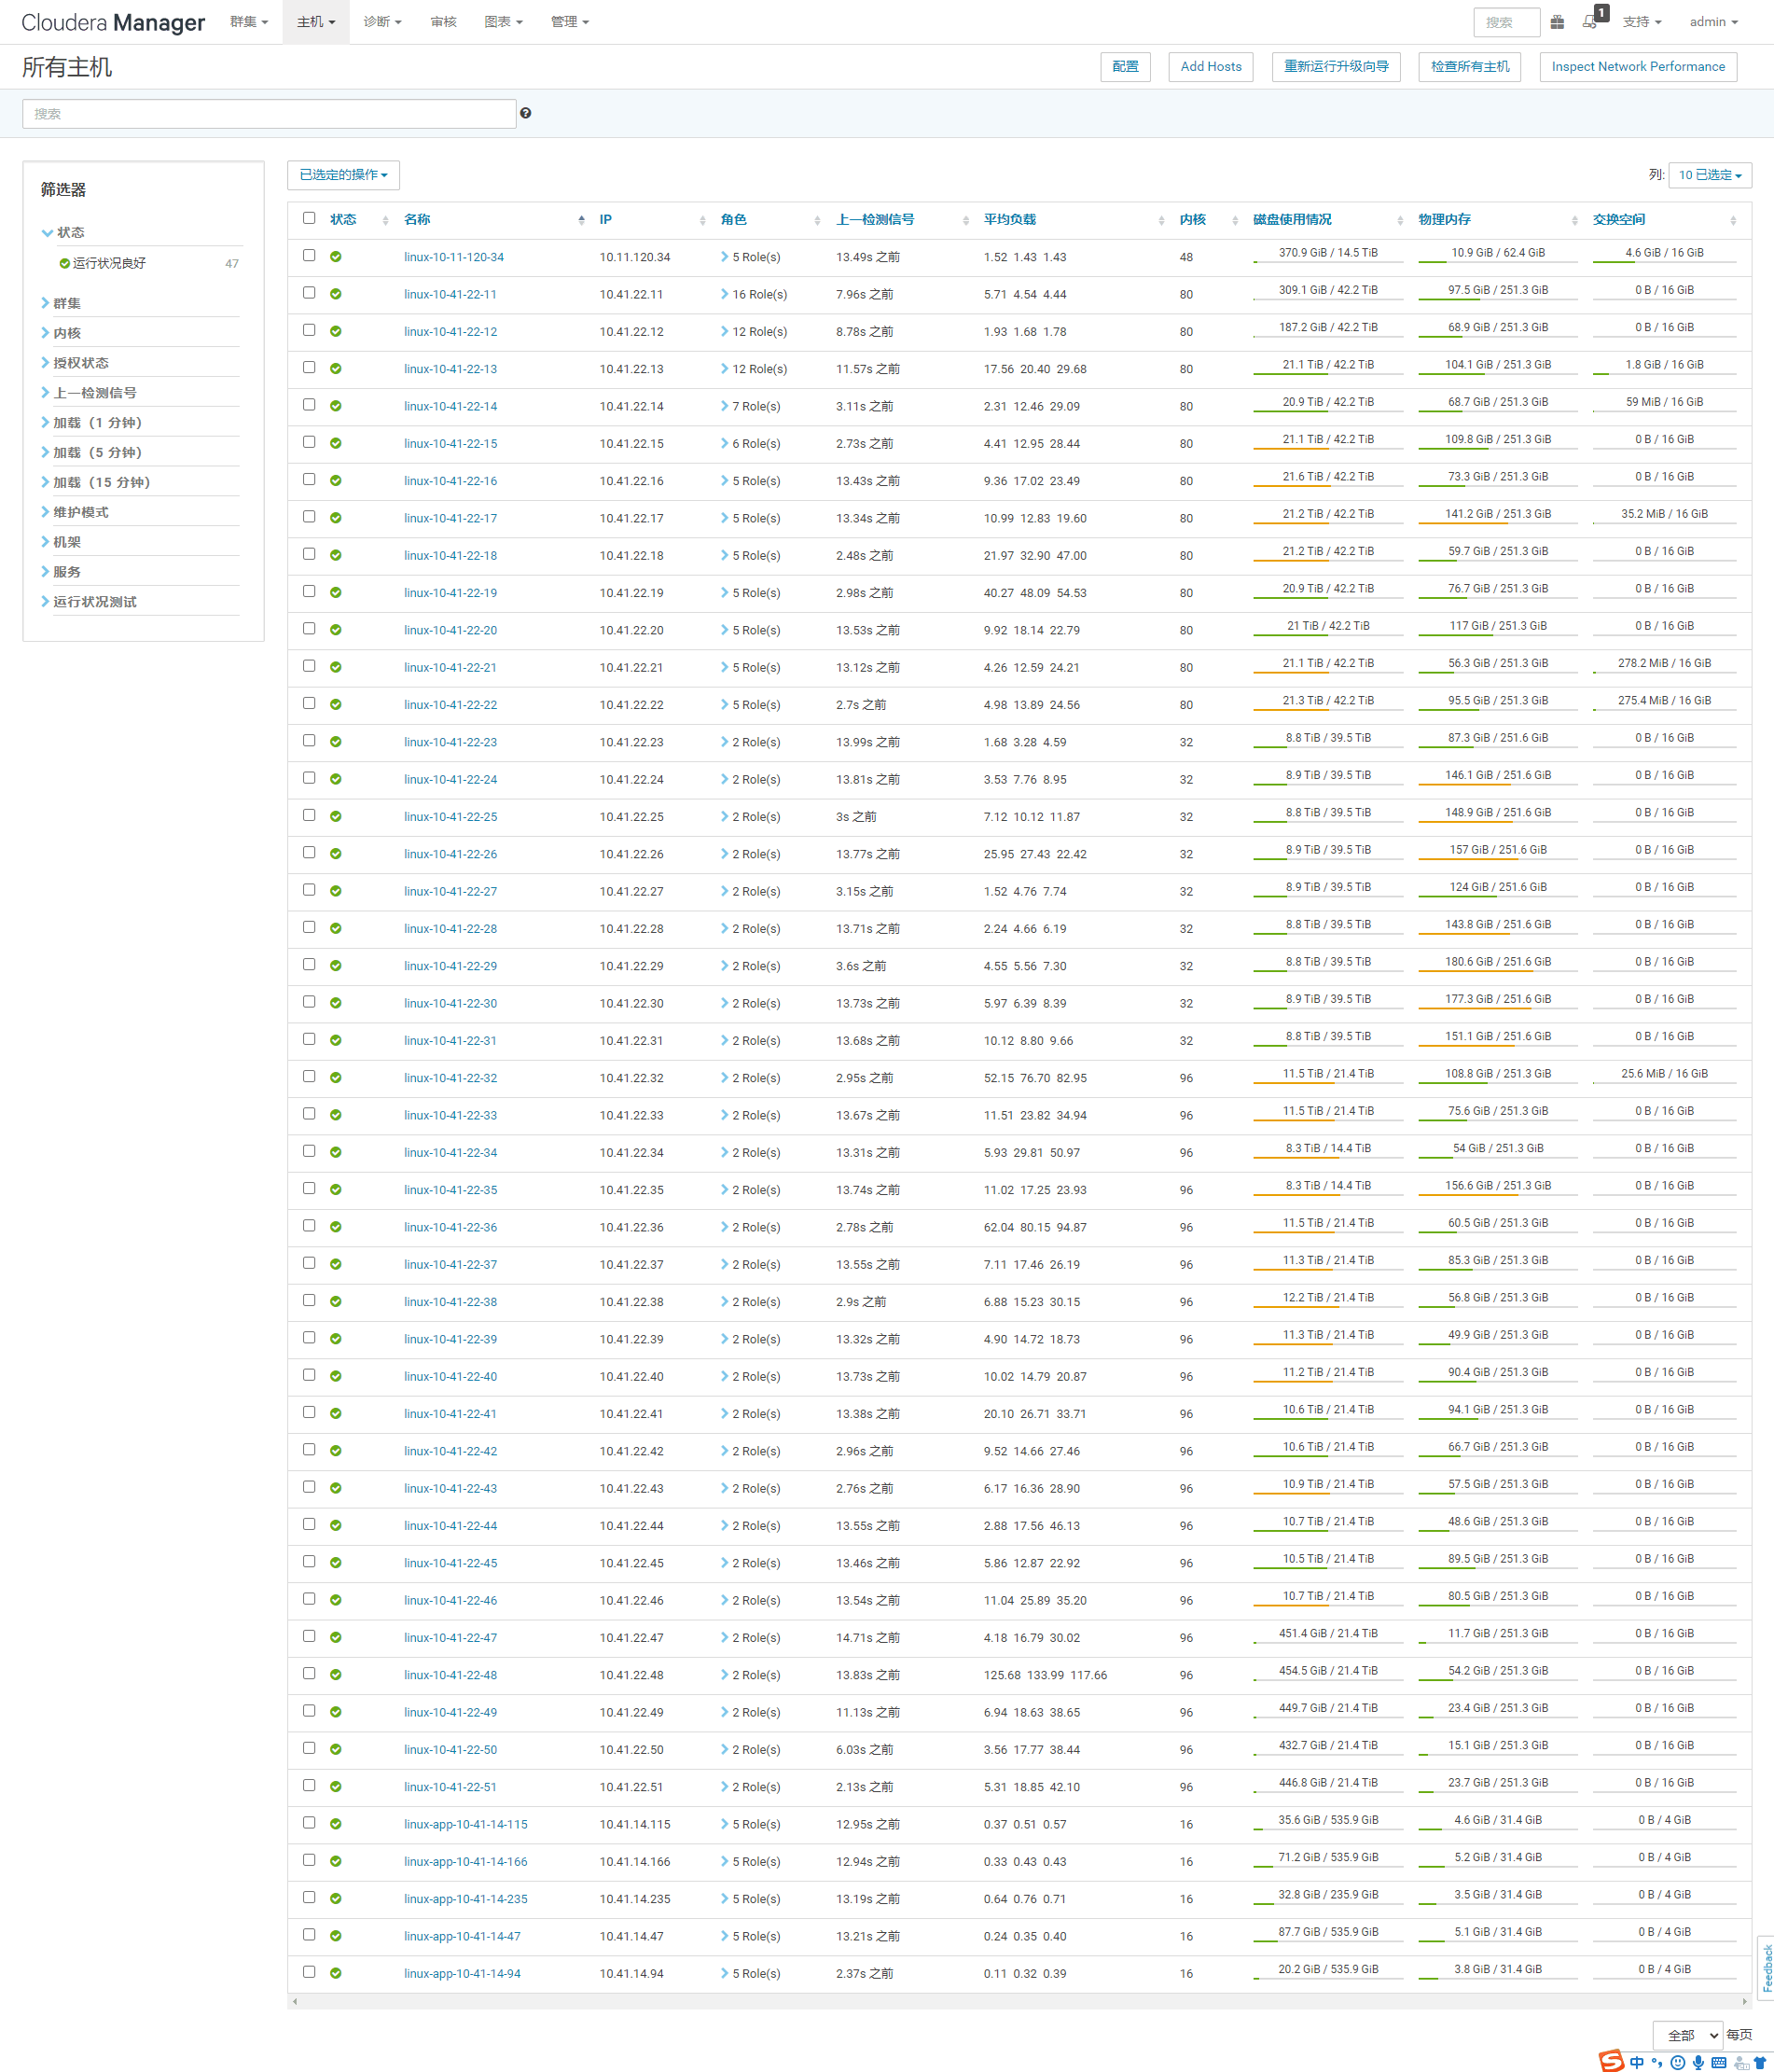 Cloudera Manager 群集 主机 诊断 审核 图表 管理 搜索 1 支持 admin
所有主机 配置 Add Hosts 重新运行升级向导 检查所有主机 Inspect Network Performance
搜索
筛选器
状态
运行状况良好 47
群集
内核
授权状态
上一检测信号
加载（1 分钟）
加载（5 分钟）
加载（15 分钟）
维护模式
机架
服务
运行状况测试
已选定的操作 列: 10 已选定
状态 名称 IP 角色 上一检测信号 平均负载 内核 磁盘使用情况 物理内存 交换空间
linux-10-11-120-34 10.11.120.34 5 Role(s) 13.49s 之前 1.52 1.43 1.43 48 370.9 GiB / 14.5 TiB 10.9 GiB / 62.4 GiB 4.6 GiB / 16 GiB
linux-10-41-22-11 10.41.22.11 16 Role(s) 7.96s 之前 5.71 4.54 4.44 80 309.1 GiB / 42.2 TiB 97.5 GiB / 251.3 GiB 0 B / 16 GiB
linux-10-41-22-12 10.41.22.12 12 Role(s) 8.78s 之前 1.93 1.68 1.78 80 187.2 GiB / 42.2 TiB 68.9 GiB / 251.3 GiB 0 B / 16 GiB
linux-10-41-22-13 10.41.22.13 12 Role(s) 11.57s 之前 17.56 20.40 29.68 80 21.1 TiB / 42.2 TiB 104.1 GiB / 251.3 GiB 1.8 GiB / 16 GiB
linux-10-41-22-14 10.41.22.14 7 Role(s) 3.11s 之前 2.31 12.46 29.09 80 20.9 TiB / 42.2 TiB 68.7 GiB / 251.3 GiB 59 MiB / 16 GiB
linux-10-41-22-15 10.41.22.15 6 Role(s) 2.73s 之前 4.41 12.95 28.44 80 21.1 TiB / 42.2 TiB 109.8 GiB / 251.3 GiB 0 B / 16 GiB
linux-10-41-22-16 10.41.22.16 5 Role(s) 13.43s 之前 9.36 17.02 23.49 80 21.6 TiB / 42.2 TiB 73.3 GiB / 251.3 GiB 0 B / 16 GiB
linux-10-41-22-17 10.41.22.17 5 Role(s) 13.34s 之前 10.99 12.83 19.60 80 21.2 TiB / 42.2 TiB 141.2 GiB / 251.3 GiB 35.2 MiB / 16 GiB
linux-10-41-22-18 10.41.22.18 5 Role(s) 2.48s 之前 21.97 32.90 47.00 80 21.2 TiB / 42.2 TiB 59.7 GiB / 251.3 GiB 0 B / 16 GiB
linux-10-41-22-19 10.41.22.19 5 Role(s) 2.98s 之前 40.27 48.09 54.53 80 20.9 TiB / 42.2 TiB 76.7 GiB / 251.3 GiB 0 B / 16 GiB
linux-10-41-22-20 10.41.22.20 5 Role(s) 13.53s 之前 9.92 18.14 22.79 80 21 TiB / 42.2 TiB 117 GiB / 251.3 GiB 0 B / 16 GiB
linux-10-41-22-21 10.41.22.21 5 Role(s) 13.12s 之前 4.26 12.59 24.21 80 21.1 TiB / 42.2 TiB 56.3 GiB / 251.3 GiB 278.2 MiB / 16 GiB
linux-10-41-22-22 10.41.22.22 5 Role(s) 2.7s 之前 4.98 13.89 24.56 80 21.3 TiB / 42.2 TiB 95.5 GiB / 251.3 GiB 275.4 MiB / 16 GiB
linux-10-41-22-23 10.41.22.23 2 Role(s) 13.99s 之前 1.68 3.28 4.59 32 8.8 TiB / 39.5 TiB 87.3 GiB / 251.6 GiB 0 B / 16 GiB
linux-10-41-22-24 10.41.22.24 2 Role(s) 13.81s 之前 3.53 7.76 8.95 32 8.9 TiB / 39.5 TiB 146.1 GiB / 251.6 GiB 0 B / 16 GiB
linux-10-41-22-25 10.41.22.25 2 Role(s) 3s 之前 7.12 10.12 11.87 32 8.8 TiB / 39.5 TiB 148.9 GiB / 251.6 GiB 0 B / 16 GiB
linux-10-41-22-26 10.41.22.26 2 Role(s) 13.77s 之前 25.95 27.43 22.42 32 8.9 TiB / 39.5 TiB 157 GiB / 251.6 GiB 0 B / 16 GiB
linux-10-41-22-27 10.41.22.27 2 Role(s) 3.15s 之前 1.52 4.76 7.74 32 8.9 TiB / 39.5 TiB 124 GiB / 251.6 GiB 0 B / 16 GiB
linux-10-41-22-28 10.41.22.28 2 Role(s) 13.71s 之前 2.24 4.66 6.19 32 8.8 TiB / 39.5 TiB 143.8 GiB / 251.6 GiB 0 B / 16 GiB
linux-10-41-22-29 10.41.22.29 2 Role(s) 3.6s 之前 4.55 5.56 7.30 32 8.8 TiB / 39.5 TiB 180.6 GiB / 251.6 GiB 0 B / 16 GiB
linux-10-41-22-30 10.41.22.30 2 Role(s) 13.73s 之前 5.97 6.39 8.39 32 8.9 TiB / 39.5 TiB 177.3 GiB / 251.6 GiB 0 B / 16 GiB
linux-10-41-22-31 10.41.22.31 2 Role(s) 13.68s 之前 10.12 8.80 9.66 32 8.8 TiB / 39.5 TiB 151.1 GiB / 251.6 GiB 0 B / 16 GiB
linux-10-41-22-32 10.41.22.32 2 Role(s) 2.95s 之前 52.15 76.70 82.95 96 11.5 TiB / 21.4 TiB 108.8 GiB / 251.3 GiB 25.6 MiB / 16 GiB
linux-10-41-22-33 10.41.22.33 2 Role(s) 13.67s 之前 11.51 23.82 34.94 96 11.5 TiB / 21.4 TiB 75.6 GiB / 251.3 GiB 0 B / 16 GiB
linux-10-41-22-34 10.41.22.34 2 Role(s) 13.31s 之前 5.93 29.81 50.97 96 8.3 TiB / 14.4 TiB 54 GiB / 251.3 GiB 0 B / 16 GiB
linux-10-41-22-35 10.41.22.35 2 Role(s) 13.74s 之前 11.02 17.25 23.93 96 8.3 TiB / 14.4 TiB 156.6 GiB / 251.3 GiB 0 B / 16 GiB
linux-10-41-22-36 10.41.22.36 2 Role(s) 2.78s 之前 62.04 80.15 94.87 96 11.5 TiB / 21.4 TiB 60.5 GiB / 251.3 GiB 0 B / 16 GiB
linux-10-41-22-37 10.41.22.37 2 Role(s) 13.55s 之前 7.11 17.46 26.19 96 11.3 TiB / 21.4 TiB 85.3 GiB / 251.3 GiB 0 B / 16 GiB
linux-10-41-22-38 10.41.22.38 2 Role(s) 2.9s 之前 6.88 15.23 30.15 96 12.2 TiB / 21.4 TiB 56.8 GiB / 251.3 GiB 0 B / 16 GiB
linux-10-41-22-39 10.41.22.39 2 Role(s) 13.32s 之前 4.90 14.72 18.73 96 11.3 TiB / 21.4 TiB 49.9 GiB / 251.3 GiB 0 B / 16 GiB
linux-10-41-22-40 10.41.22.40 2 Role(s) 13.73s 之前 10.02 14.79 20.87 96 11.2 TiB / 21.4 TiB 90.4 GiB / 251.3 GiB 0 B / 16 GiB
linux-10-41-22-41 10.41.22.41 2 Role(s) 13.38s 之前 20.10 26.71 33.71 96 10.6 TiB / 21.4 TiB 94.1 GiB / 251.3 GiB 0 B / 16 GiB
linux-10-41-22-42 10.41.22.42 2 Role(s) 2.96s 之前 9.52 14.66 27.46 96 10.6 TiB / 21.4 TiB 66.7 GiB / 251.3 GiB 0 B / 16 GiB
linux-10-41-22-43 10.41.22.43 2 Role(s) 2.76s 之前 6.17 16.36 28.90 96 10.9 TiB / 21.4 TiB 57.5 GiB / 251.3 GiB 0 B / 16 GiB
linux-10-41-22-44 10.41.22.44 2 Role(s) 13.55s 之前 2.88 17.56 46.13 96 10.7 TiB / 21.4 TiB 48.6 GiB / 251.3 GiB 0 B / 16 GiB
linux-10-41-22-45 10.41.22.45 2 Role(s) 13.46s 之前 5.86 12.87 22.92 96 10.5 TiB / 21.4 TiB 89.5 GiB / 251.3 GiB 0 B / 16 GiB
linux-10-41-22-46 10.41.22.46 2 Role(s) 13.54s 之前 11.04 25.89 35.20 96 10.7 TiB / 21.4 TiB 80.5 GiB / 251.3 GiB 0 B / 16 GiB
linux-10-41-22-47 10.41.22.47 2 Role(s) 14.71s 之前 4.18 16.79 30.02 96 451.4 GiB / 21.4 TiB 11.7 GiB / 251.3 GiB 0 B / 16 GiB
linux-10-41-22-48 10.41.22.48 2 Role(s) 13.83s 之前 125.68 133.99 117.66 96 454.5 GiB / 21.4 TiB 54.2 GiB / 251.3 GiB 0 B / 16 GiB
linux-10-41-22-49 10.41.22.49 2 Role(s) 11.13s 之前 6.94 18.63 38.65 96 449.7 GiB / 21.4 TiB 23.4 GiB / 251.3 GiB 0 B / 16 GiB
linux-10-41-22-50 10.41.22.50 2 Role(s) 6.03s 之前 3.56 17.77 38.44 96 432.7 GiB / 21.4 TiB 15.1 GiB / 251.3 GiB 0 B / 16 GiB
linux-10-41-22-51 10.41.22.51 2 Role(s) 2.13s 之前 5.31 18.85 42.10 96 446.8 GiB / 21.4 TiB 23.7 GiB / 251.3 GiB 0 B / 16 GiB
linux-app-10-41-14-115 10.41.14.115 5 Role(s) 12.95s 之前 0.37 0.51 0.57 16 35.6 GiB / 535.9 GiB 4.6 GiB / 31.4 GiB 0 B / 4 GiB
linux-app-10-41-14-166 10.41.14.166 5 Role(s) 12.94s 之前 0.33 0.43 0.43 16 71.2 GiB / 535.9 GiB 5.2 GiB / 31.4 GiB 0 B / 4 GiB
linux-app-10-41-14-235 10.41.14.235 5 Role(s) 13.19s 之前 0.64 0.76 0.71 16 32.8 GiB / 235.9 GiB 3.5 GiB / 31.4 GiB 0 B / 4 GiB
linux-app-10-41-14-47 10.41.14.47 5 Role(s) 13.21s 之前 0.24 0.35 0.40 16 87.7 GiB / 535.9 GiB 5.1 GiB / 31.4 GiB 0 B / 4 GiB
linux-app-10-41-14-94 10.41.14.94 5 Role(s) 2.37s 之前 0.11 0.32 0.39 16 20.2 GiB / 535.9 GiB 3.8 GiB / 31.4 GiB 0 B / 4 GiB
Feedback
全部 每页
S 中